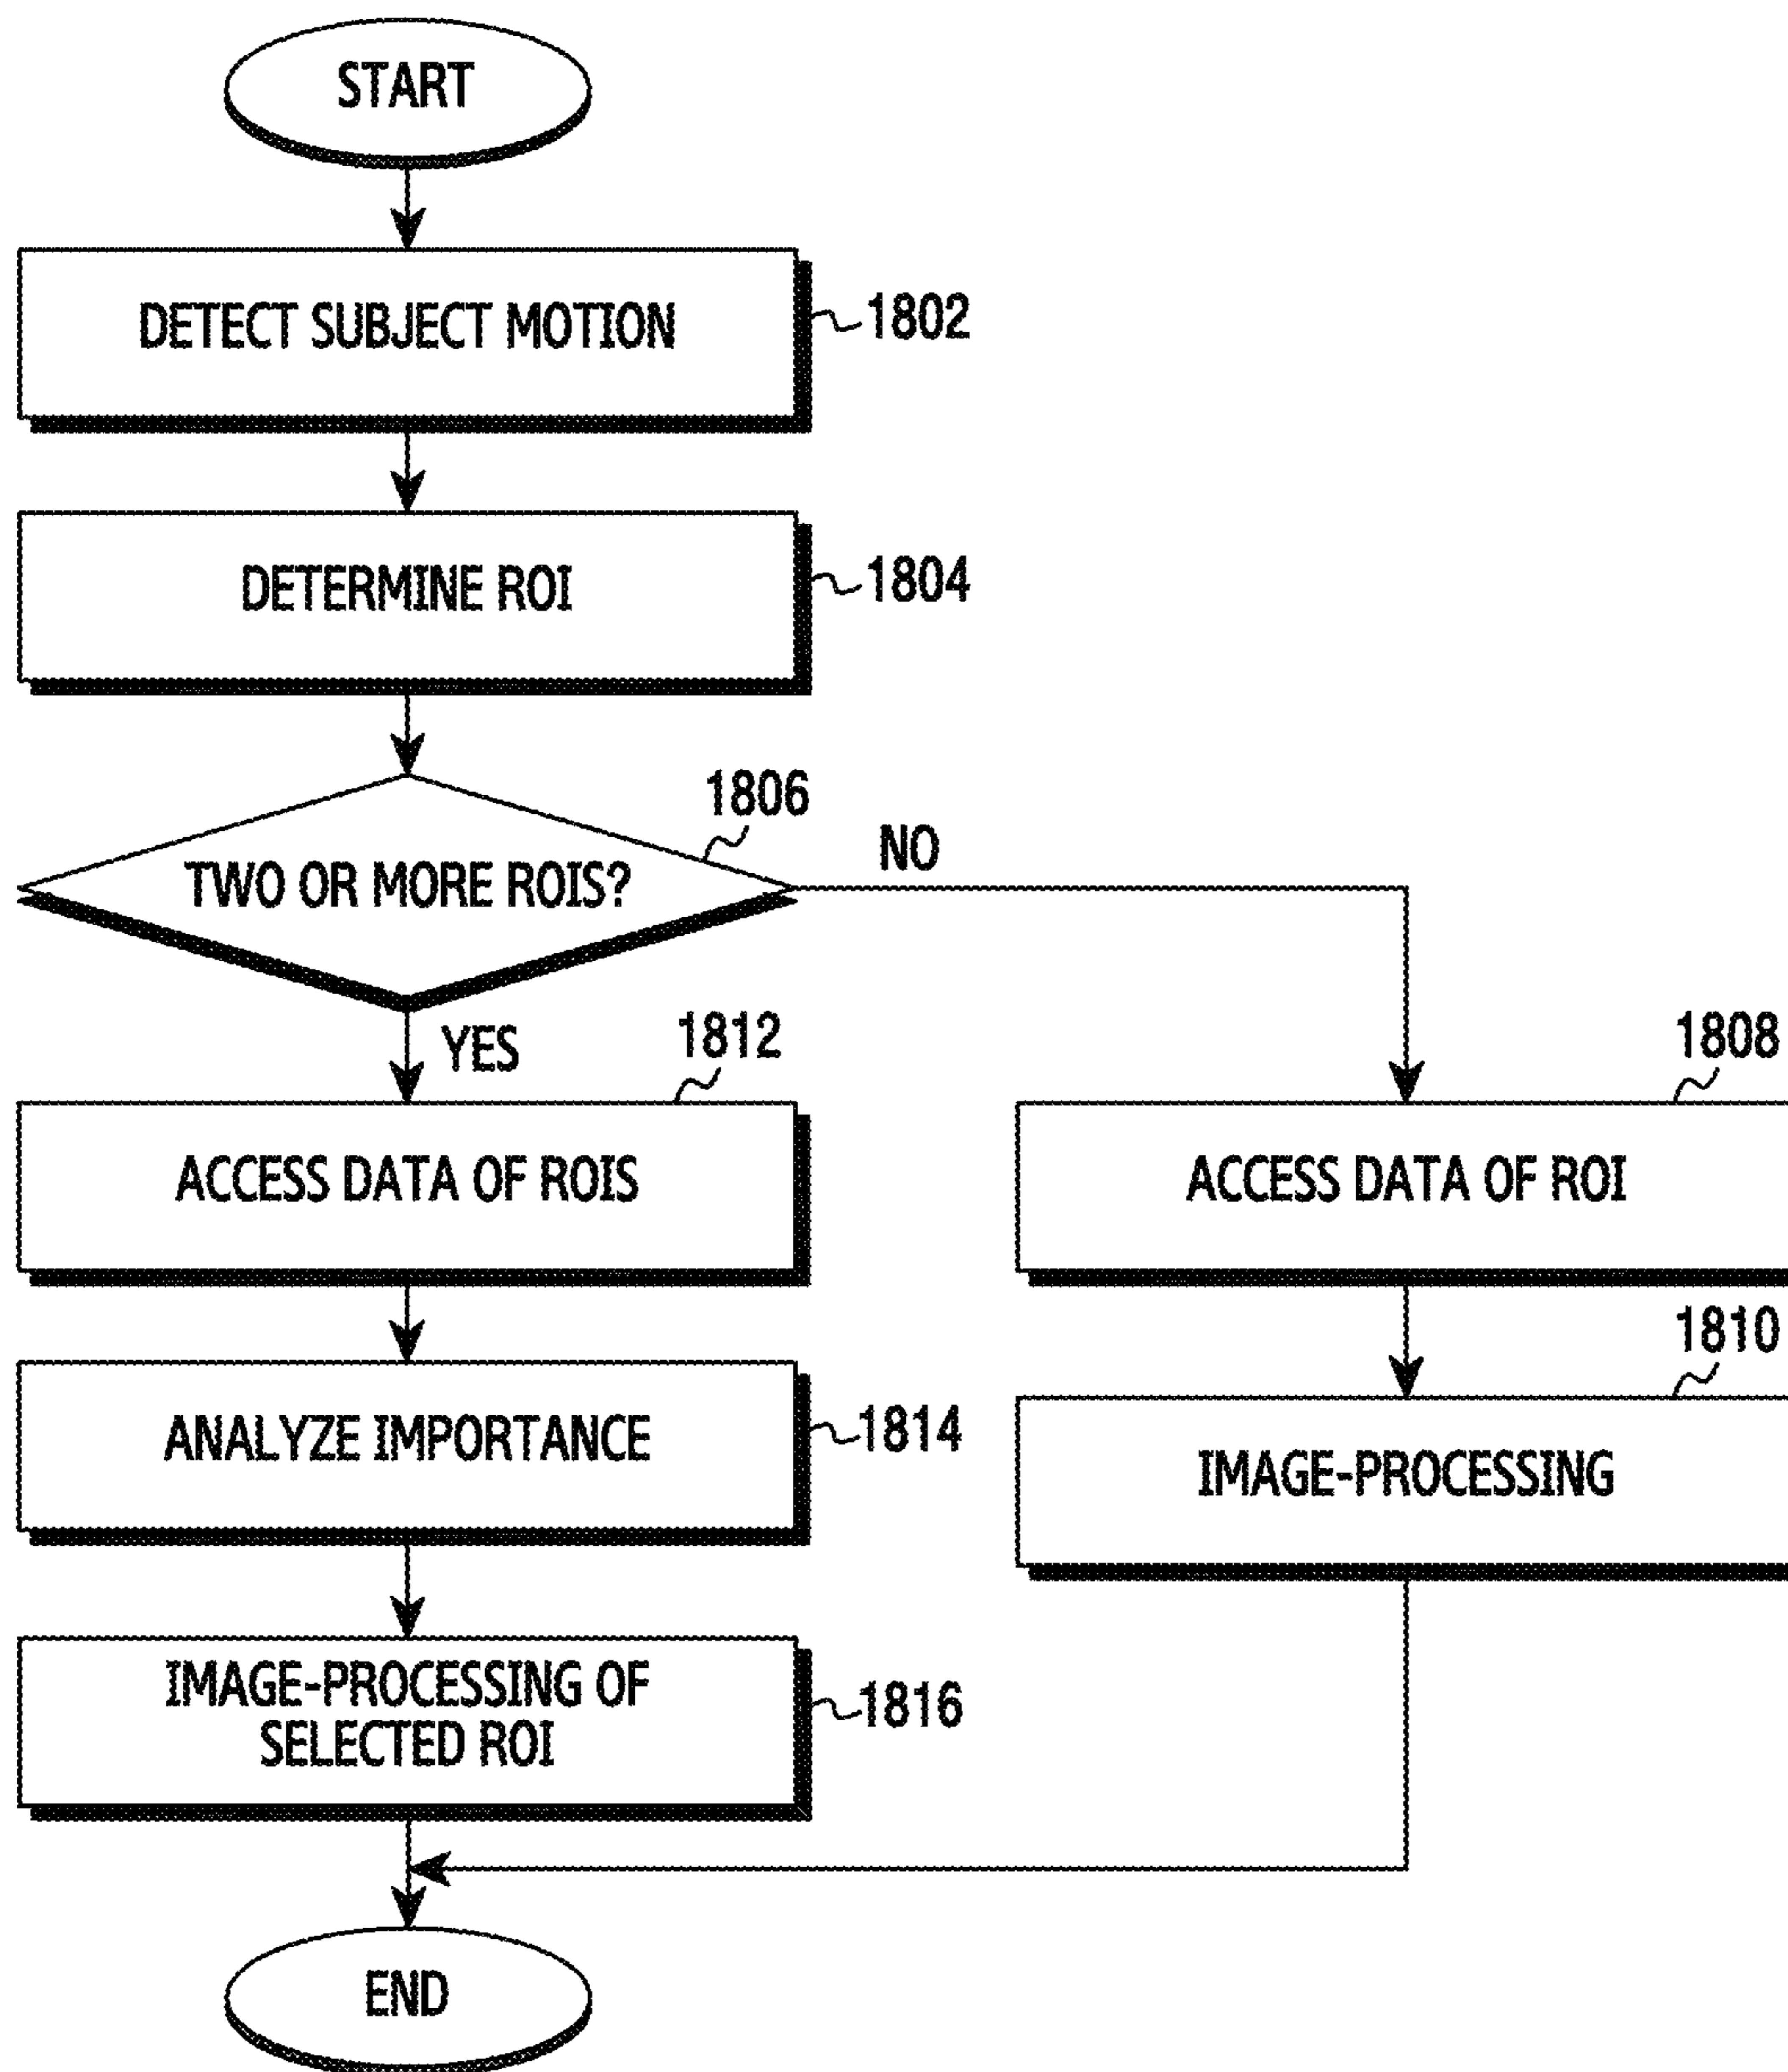 START
DETECT SUBJECT MOTION
1802
DETERMINE ROI
1804
1806
TWO OR MORE ROIS?
NO
YES
1812
ACCESS DATA OF ROIS
1808
ACCESS DATA OF ROI
ANALYZE IMPORTANCE
1814
1810
IMAGE-PROCESSING
IMAGE-PROCESSING OF
SELECTED ROI
1816
END